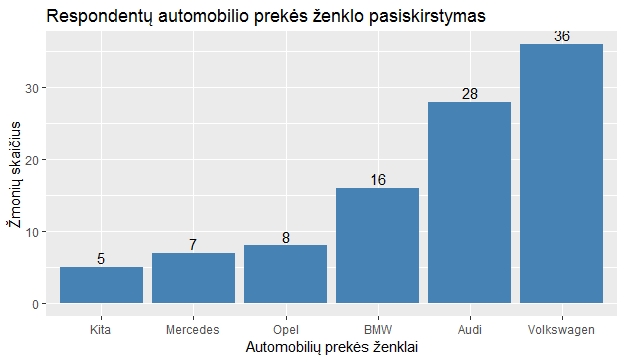 Respondentų automobilio prekės ženklo pasiskirstymas
Žmonių skaičius
30
20
10
0
5
7
8
16
28
36
Kita
Mercedes
Opel
BMW
Audi
Volkswagen
Automobilių prekės ženklai